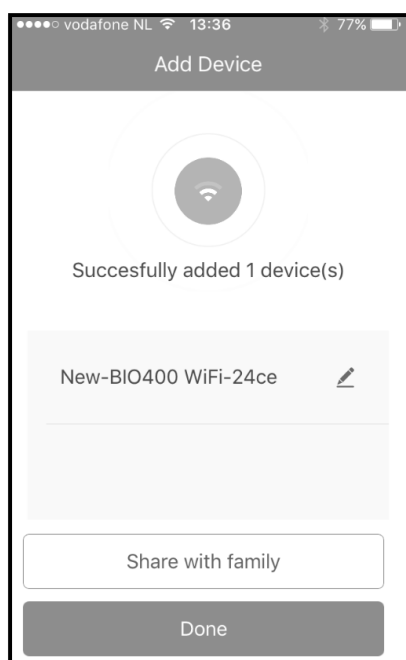 vodafone NL 13:36 77%
Add Device
Succesfully added 1 device(s)
New-BIO400 WiFi-24ce
Share with family
Done